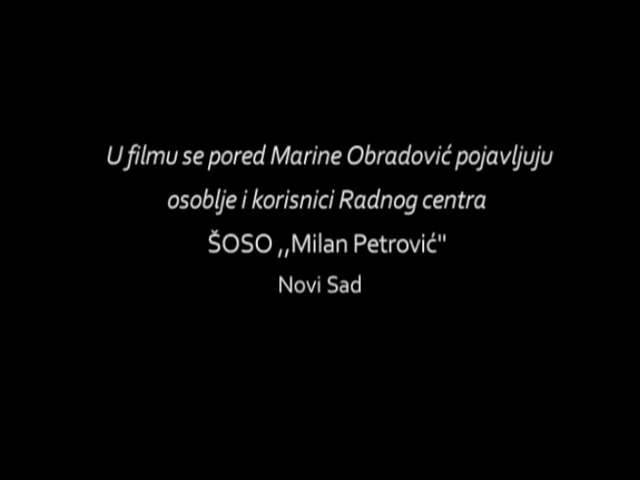 U filmu se pored Marine Obradović pojavljuju
osoblje i korisnici Radnog centra
ŠOSO ,,Milan Petrović"
Novi Sad